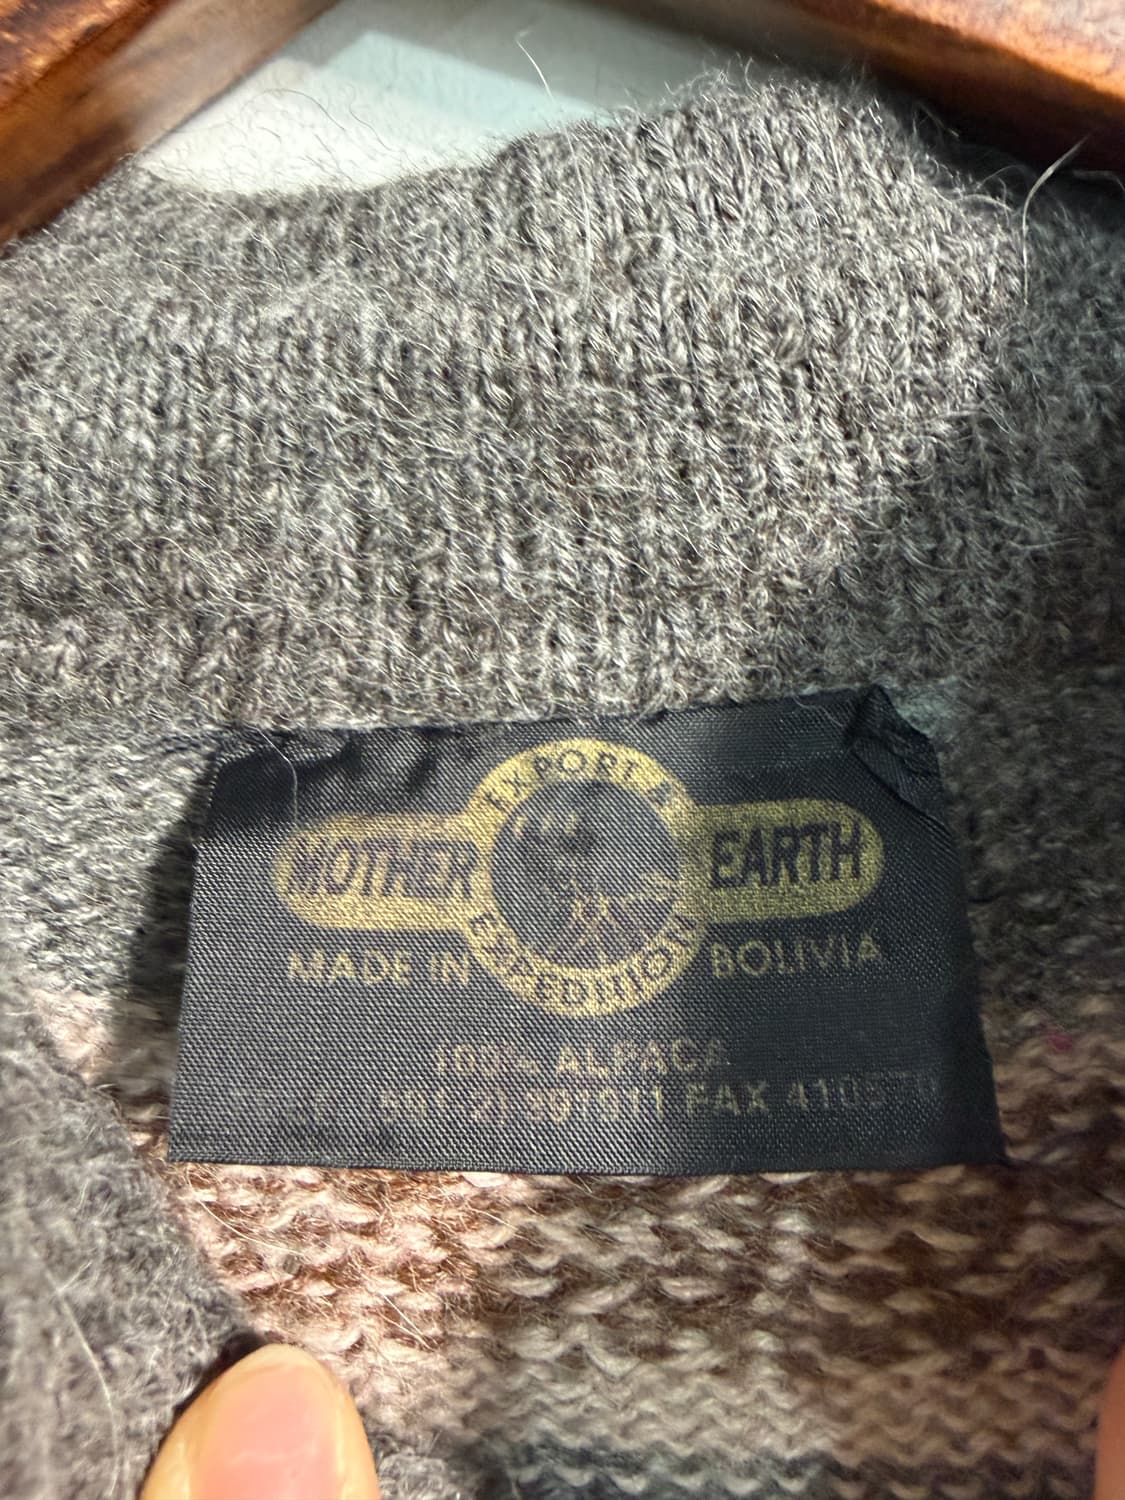 EXPORT
MOTHER EARTH
EXPEDITION
MADE IN BOLIVIA
100% ALPACA
FAX